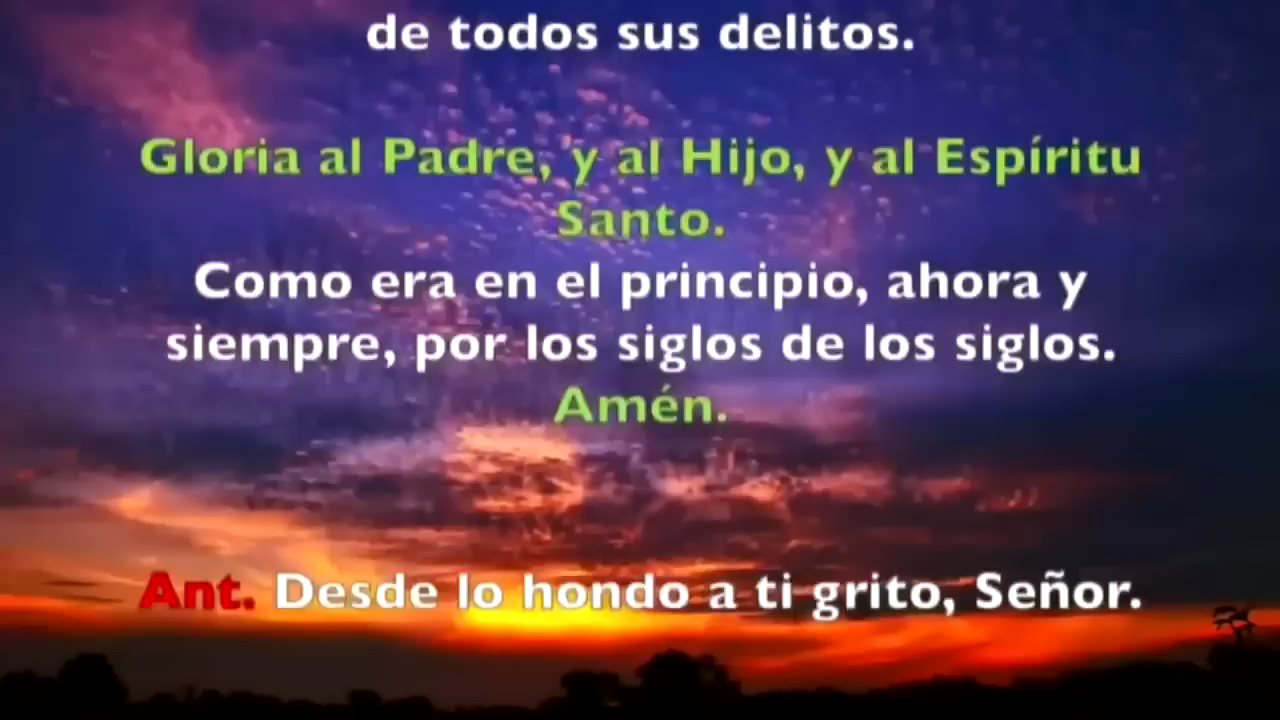 de todos sus delitos.
Gloria al Padre, y al Hijo, y al Espíritu
Santo.
Como era en el principio, ahora y
siempre, por los siglos de los siglos.
Amén.
Ant. Desde lo hondo a ti grito, Señor.